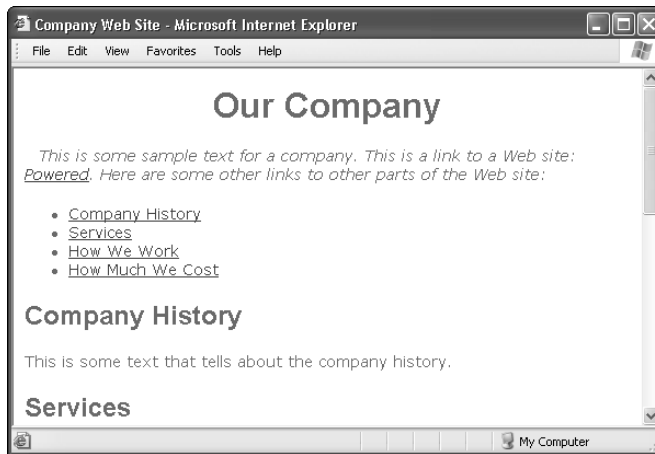 Company Web Site - Microsoft Internet Explorer
File Edit View Favorites Tools Help
Our Company
This is some sample text for a company. This is a link to a Web site:
Powered. Here are some other links to other parts of the Web site:
• Company History
• Services
• How We Work
• How Much We Cost
Company History
This is some text that tells about the company history.
Services
My Computer